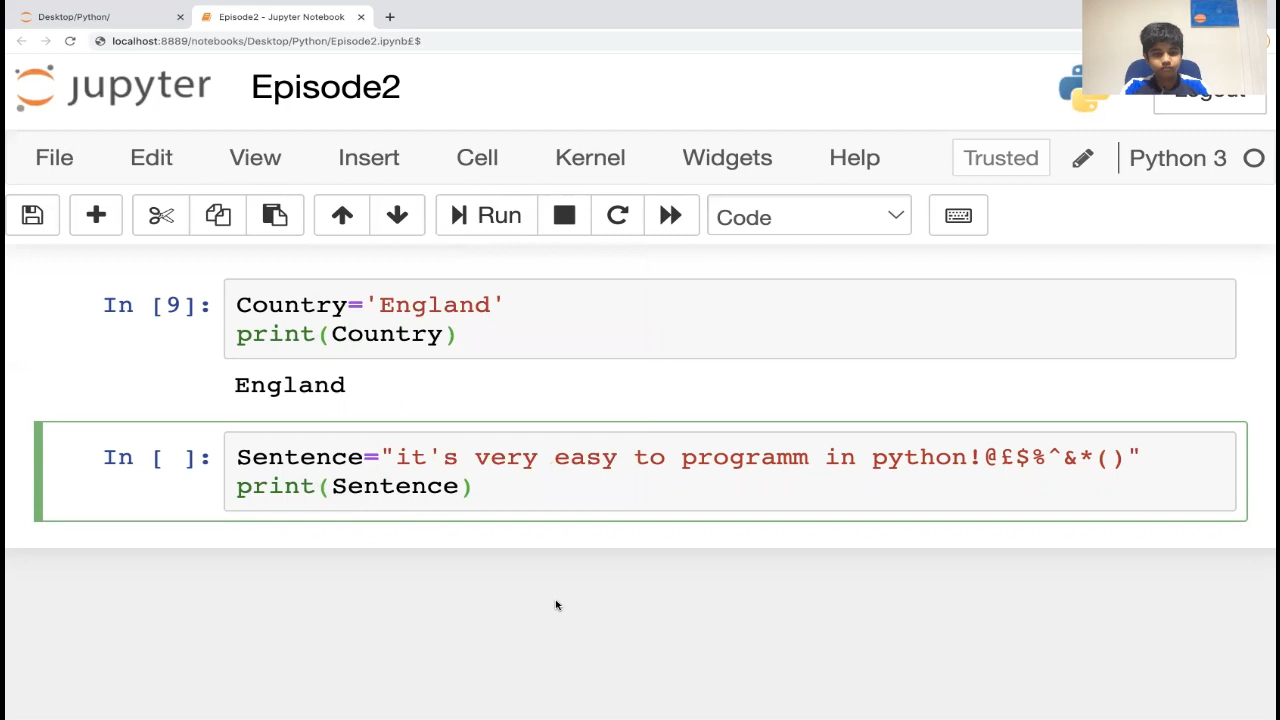 Desktop/Python/
Episode2 - Jupyter Notebook
localhost:8889/notebooks/Desktop/Python/Episode2.ipynb£$
jupyter Episode2
Logout
File Edit View Insert Cell Kernel Widgets Help Trusted Python 3
Run Code
In [9]: Country='England'
print(Country)
England
In [ ]: Sentence="it's very easy to programm in python!@£$%^&*()"
print(Sentence)